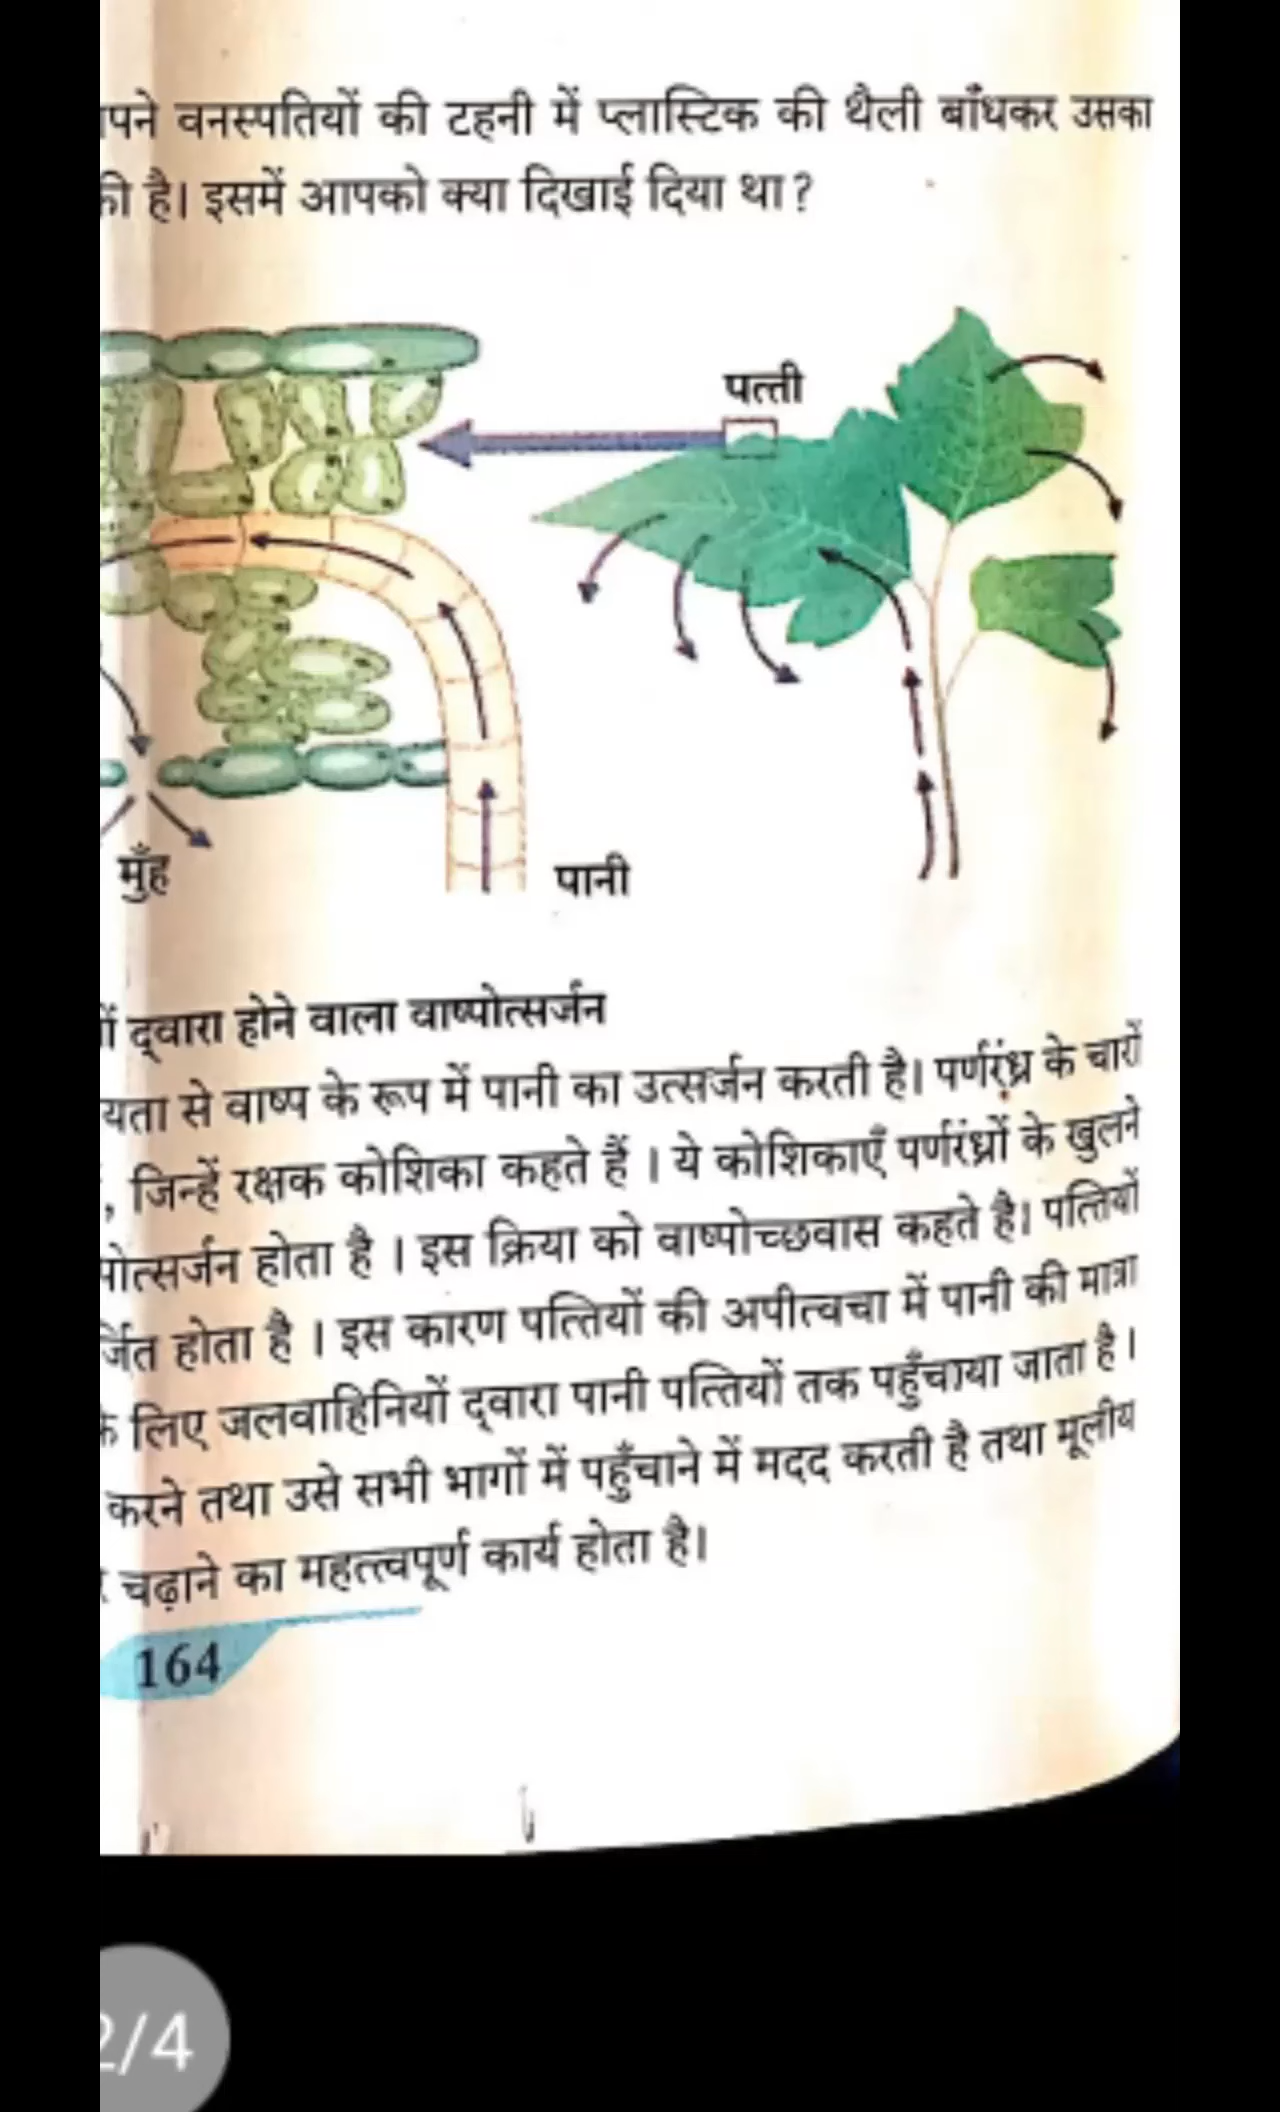 पने वनस्पतियों की टहनी में प्लास्टिक की थैली बाँधकर उसका
की है। इसमें आपको क्या दिखाई दिया था?
पत्ती
मुँह
पानी
द्वारा होने वाला वाष्पोत्सर्जन
यता से वाष्प के रूप में पानी का उत्सर्जन करती है। पर्णरंध्र के चारों
, जिन्हें रक्षक कोशिका कहते हैं । ये कोशिकाएँ पर्णरंध्रों के खुलने
पोत्सर्जन होता है । इस क्रिया को वाष्पोच्छवास कहते है। पत्तियों
र्जित होता है । इस कारण पत्तियों की अपीत्वचा में पानी की मात्रा
के लिए जलवाहिनियों द्वारा पानी पत्तियों तक पहुँचाया जाता है ।
करने तथा उसे सभी भागों में पहुँचाने में मदद करती है तथा मूलीय
चढ़ाने का महत्त्वपूर्ण कार्य होता है।
164
2/4